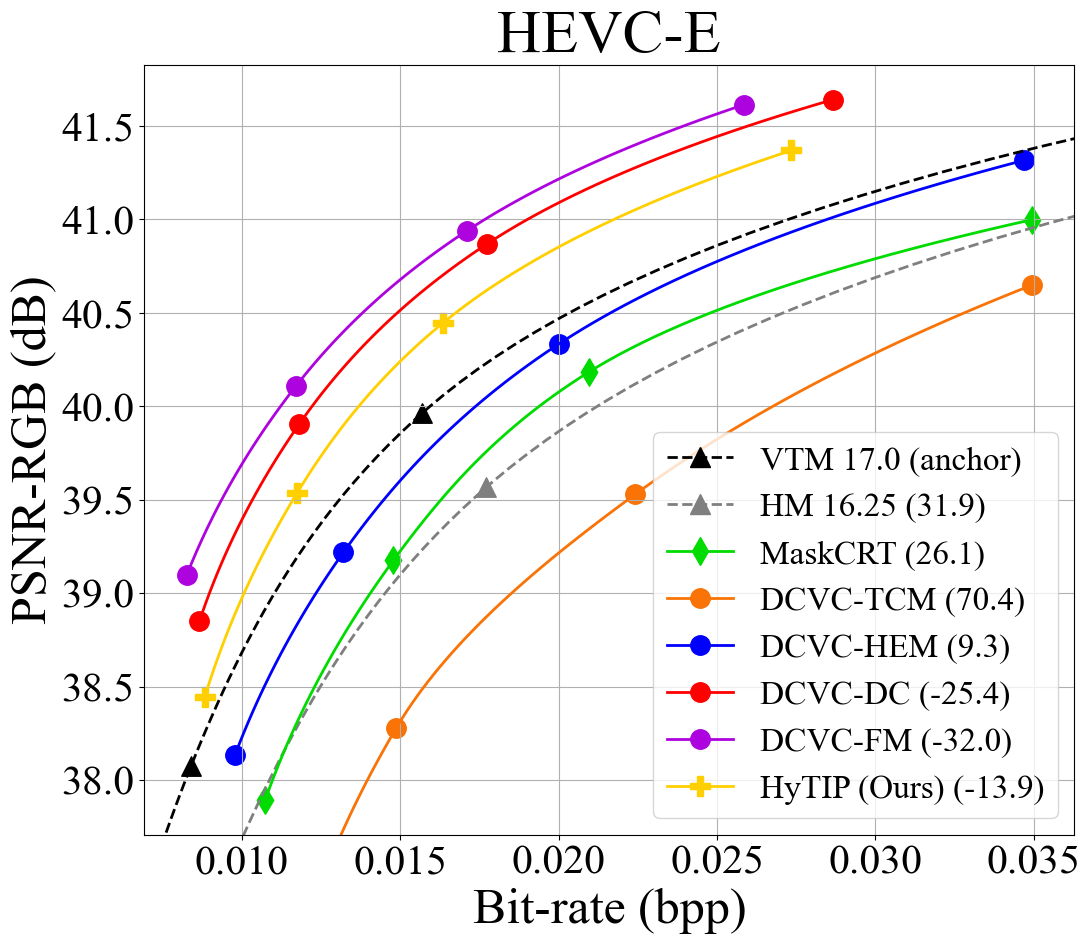 HEVC-E
PSNR-RGB (dB)
41.5
41.0
40.5
40.0
39.5
39.0
38.5
38.0
VTM 17.0 (anchor)
HM 16.25 (31.9)
MaskCRT (26.1)
DCVC-TCM (70.4)
DCVC-HEM (9.3)
DCVC-DC (-25.4)
DCVC-FM (-32.0)
HyTIP (Ours) (-13.9)
0.010 0.015 0.020 0.025 0.030 0.035
Bit-rate (bpp)